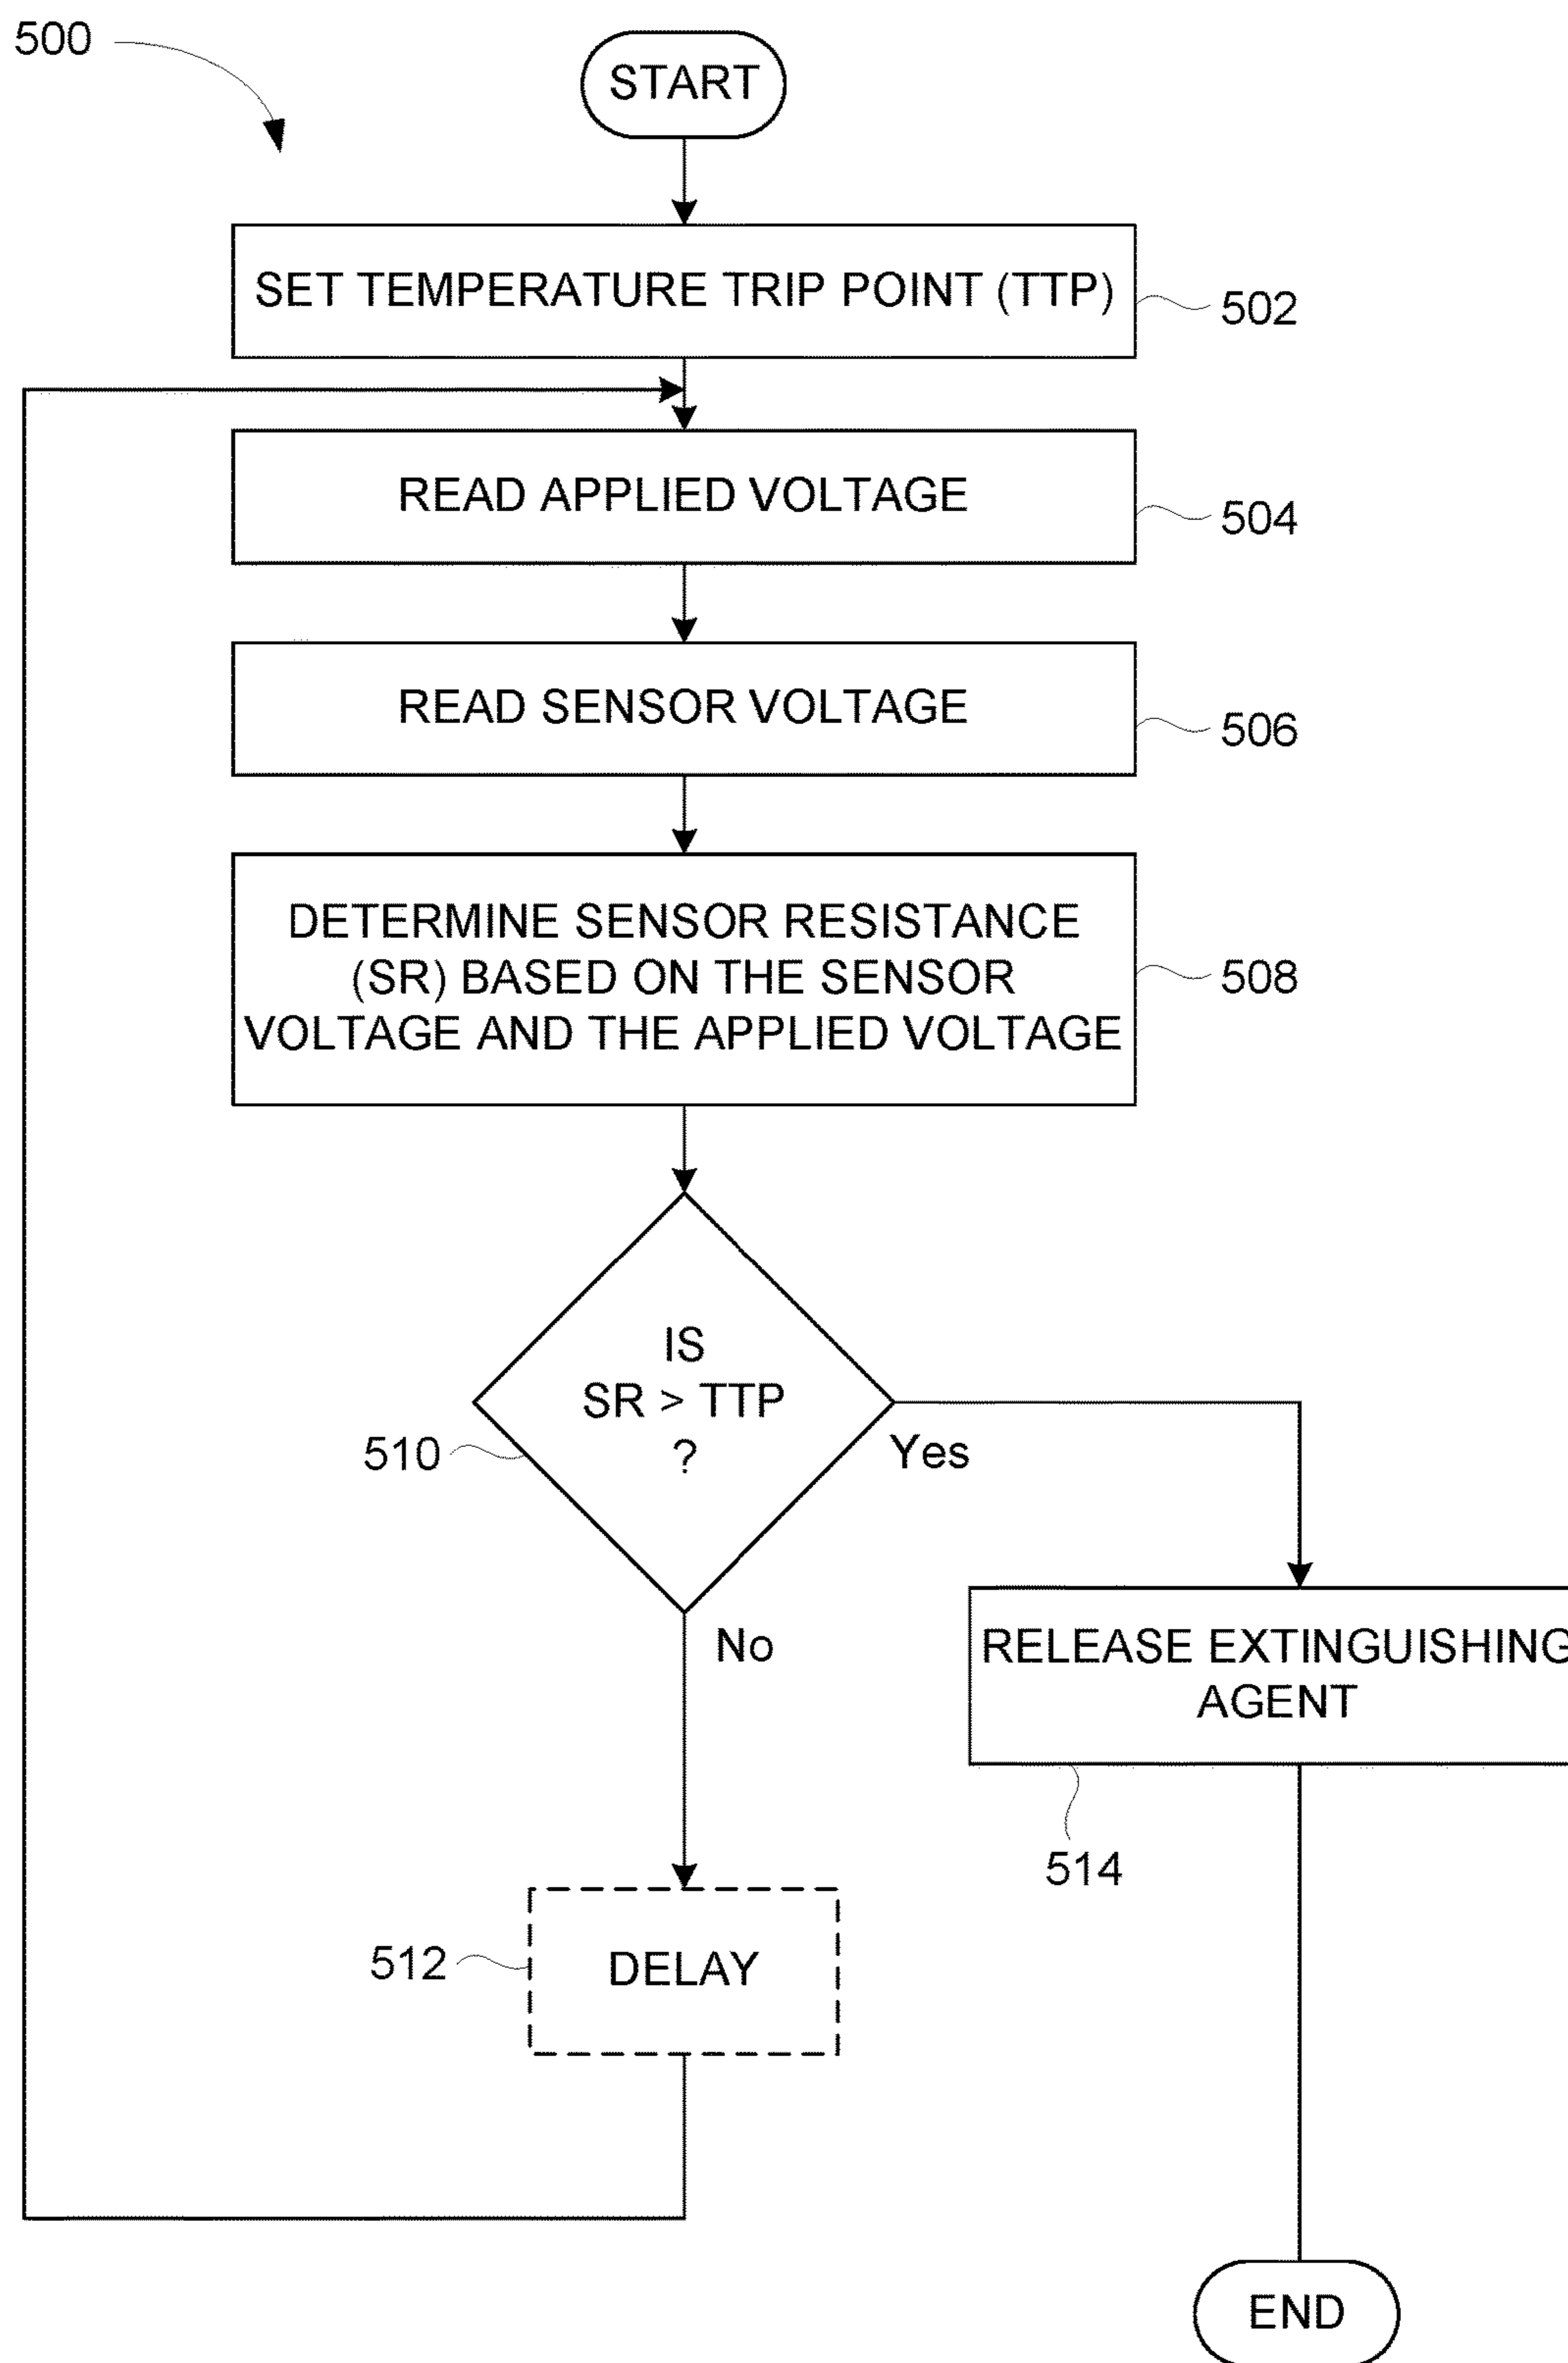 500
START
SET TEMPERATURE TRIP POINT (TTP)
502
READ APPLIED VOLTAGE
504
READ SENSOR VOLTAGE
506
DETERMINE SENSOR RESISTANCE
(SR) BASED ON THE SENSOR
VOLTAGE AND THE APPLIED VOLTAGE
508
IS
SR > TTP
?
510
Yes
No
RELEASE EXTINGUISHING
AGENT
514
512
DELAY
END